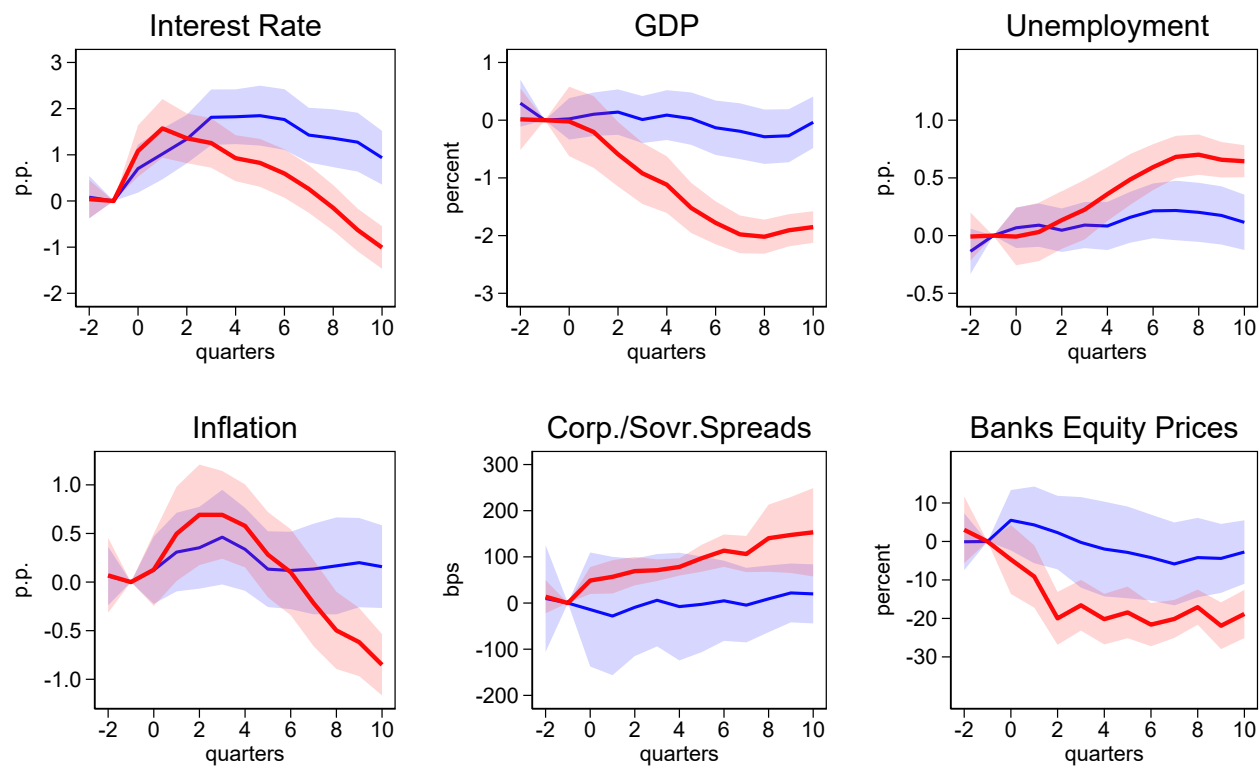 Interest Rate
p.p.
3
2
1
0
-1
-2
-2 0 2 4 6 8 10
quarters
GDP
percent
1
0
-1
-2
-3
-2 0 2 4 6 8 10
quarters
Unemployment
p.p.
1.0
0.5
0.0
-0.5
-2 0 2 4 6 8 10
quarters
Inflation
p.p.
1.0
0.5
0.0
-0.5
-1.0
-2 0 2 4 6 8 10
quarters
Corp./Sovr.Spreads
bps
300
200
100
0
-100
-200
-2 0 2 4 6 8 10
quarters
Banks Equity Prices
percent
10
0
-10
-20
-30
-2 0 2 4 6 8 10
quarters